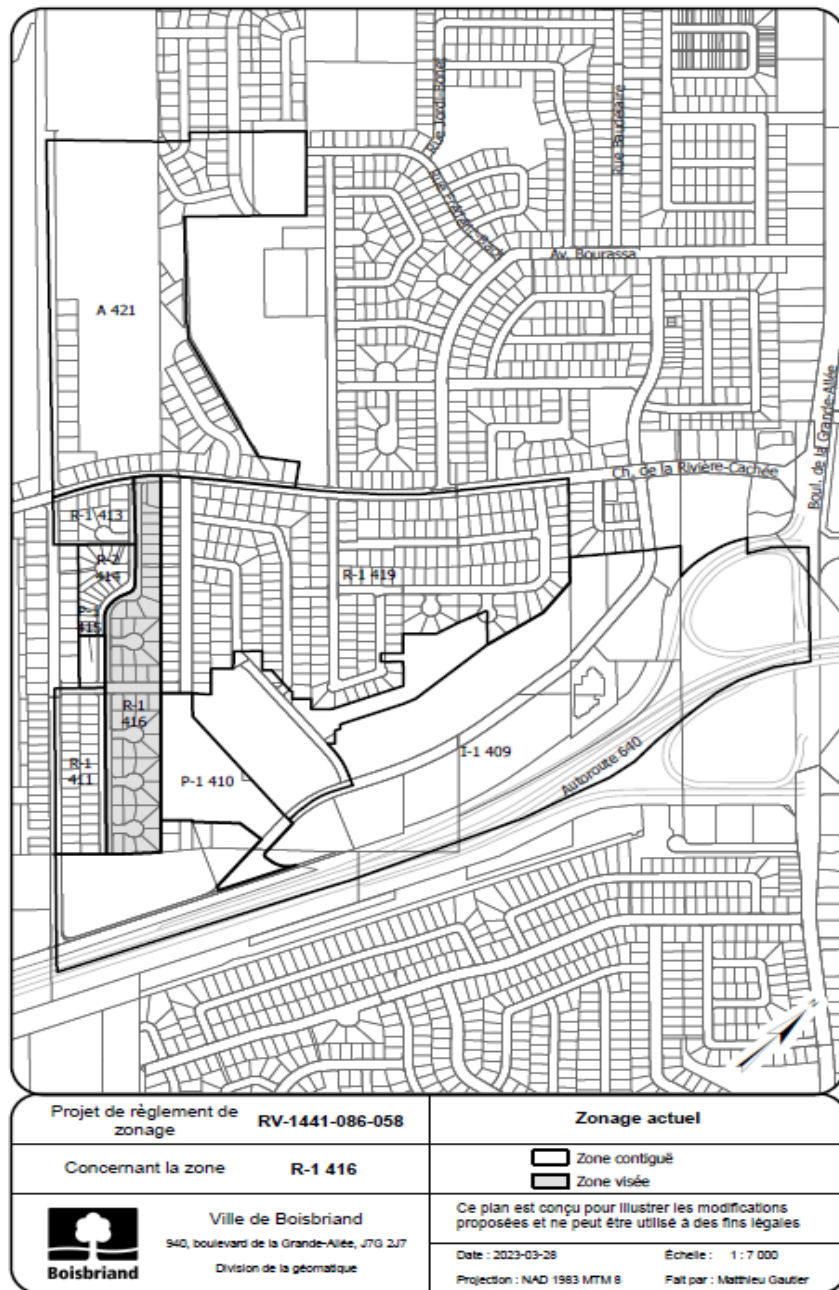 Rue Jordi-Bonet
Rue Baudelaire
Rue Frédéric-Back
Av. Bourassa
A 421
Boul. de la Grande-Allée
Ch. de la Rivière-Cachée
R-1 413
R-2
414
R-1 419
P-1
415
R-1
416
R-1
411
P-1 410
I-1 409
Autoroute 640
Projet de règlement de
zonage
RV-1441-086-058
Zonage actuel
Concernant la zone
R-1 416
Zone contiguë
Zone visée
Ville de Boisbriand
940, boulevard de la Grande-Allée, J7G 2J7
Division de la géomatique
Boisbriand
Ce plan est conçu pour illustrer les modifications
proposées et ne peut être utilisé à des fins légales
Date : 2023-03-28
Échelle : 1 : 7 000
Projection : NAD 1983 MTM 8
Fait par : Matthieu Gautier